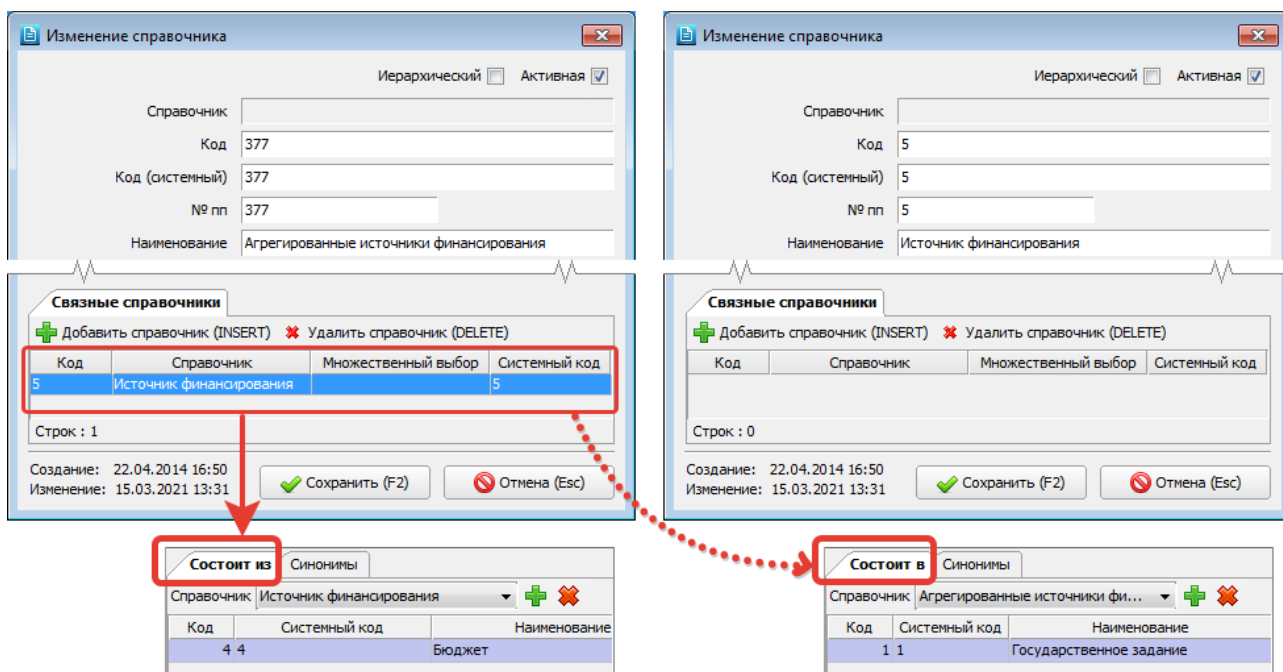 Изменение справочника
Иерархический Активная
Справочник
Код 377
Код (системный) 377
№ пп 377
Наименование Агрегированные источники финансирования
Связные справочники
Добавить справочник (INSERT) Удалить справочник (DELETE)
Код Справочник Множественный выбор Системный код
5 Источник финансирования 5
Строк : 1
Создание: 22.04.2014 16:50
Изменение: 15.03.2021 13:31
Сохранить (F2) Отмена (Esc)
Состоит из Синонимы
Справочник Источник финансирования
Код Системный код Наименование
4 4 Бюджет
Изменение справочника
Иерархический Активная
Справочник
Код 5
Код (системный) 5
№ пп 5
Наименование Источник финансирования
Связные справочники
Добавить справочник (INSERT) Удалить справочник (DELETE)
Код Справочник Множественный выбор Системный код
Строк : 0
Создание: 22.04.2014 16:50
Изменение: 15.03.2021 13:31
Сохранить (F2) Отмена (Esc)
Состоит в Синонимы
Справочник Агрегированные источники фи...
Код Системный код Наименование
1 1 Государственное задание